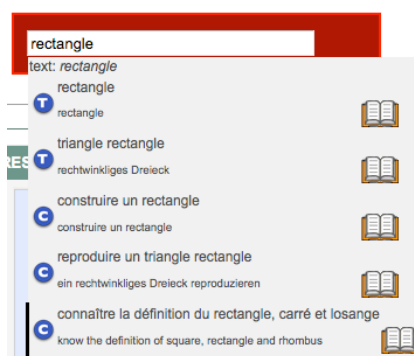 rectangle
text: rectangle
rectangle
T
rectangle
RES
triangle rectangle
T
rechtwinkliges Dreieck
construire un rectangle
C
construire un rectangle
reproduire un triangle rectangle
C
ein rechtwinkliges Dreieck reproduzieren
connaître la définition du rectangle, carré et losange
C
know the definition of square, rectangle and rhombus